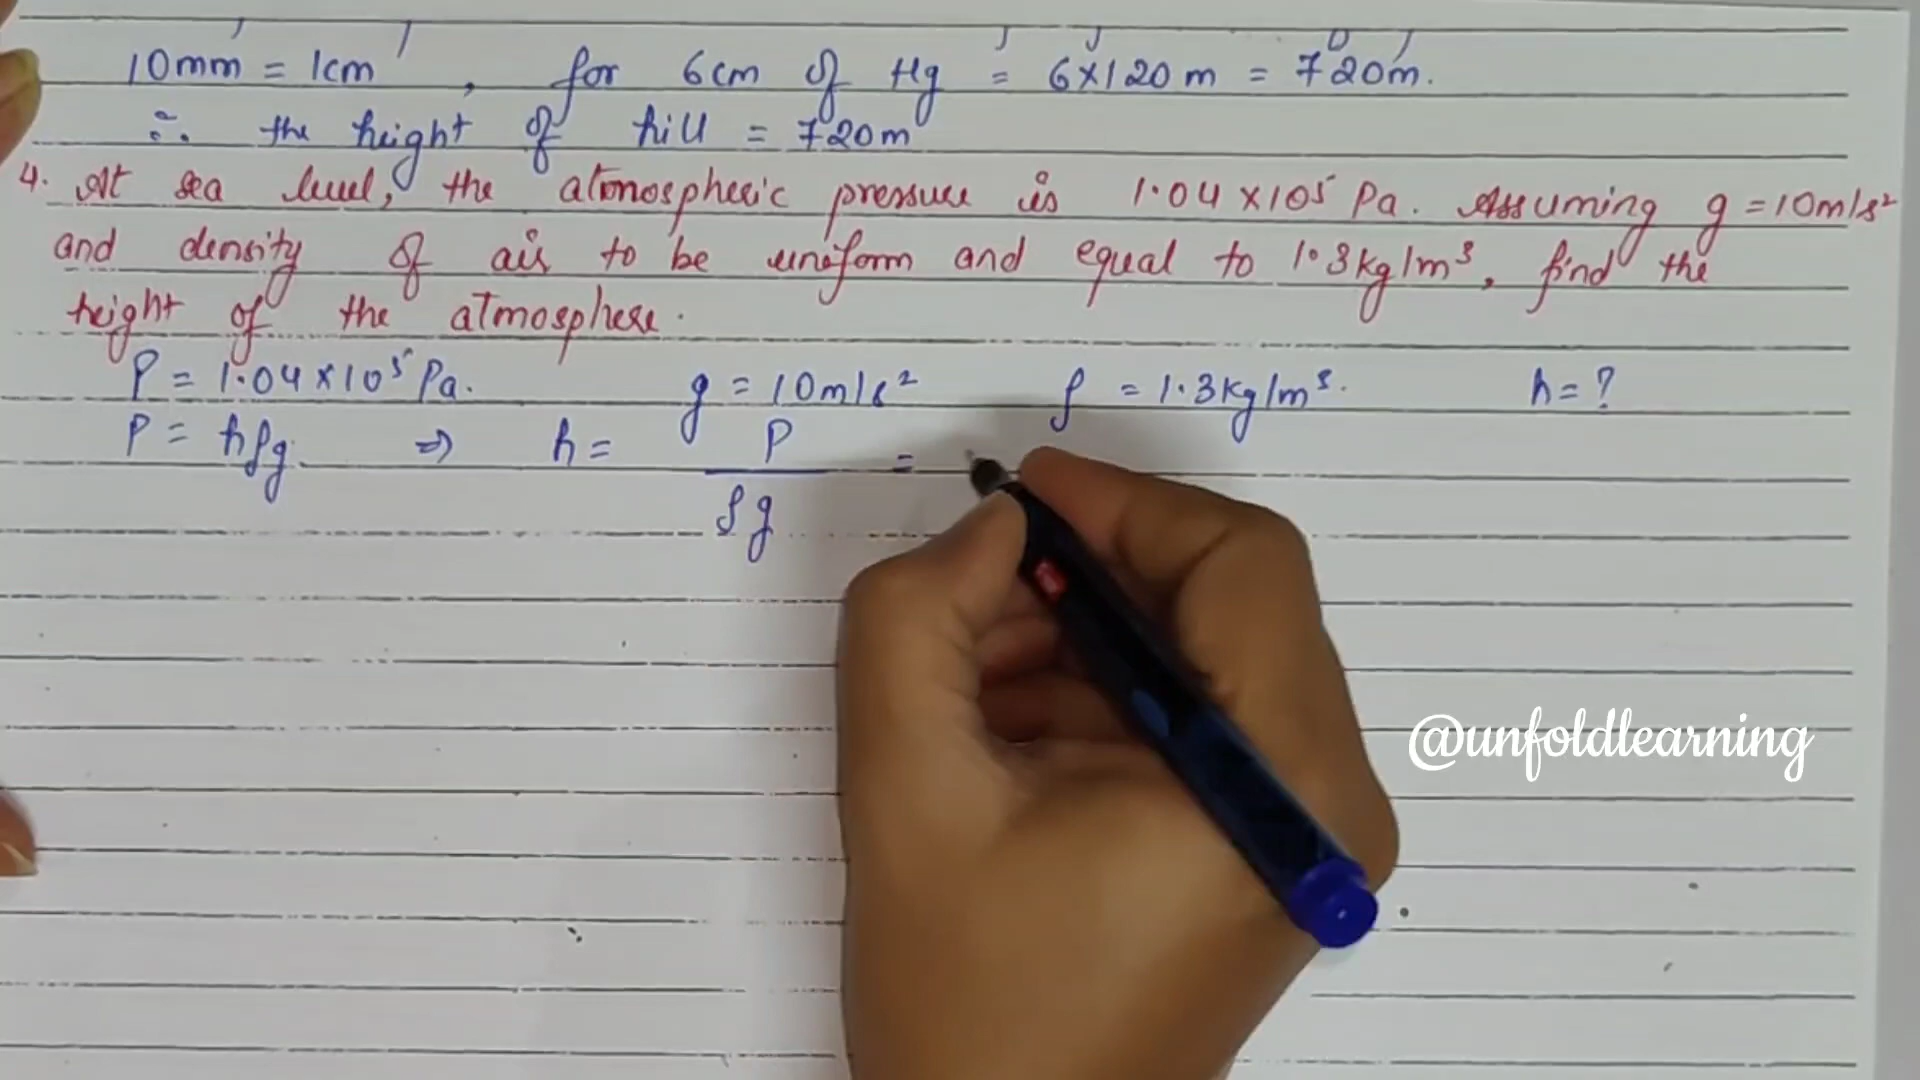 10mm = 1cm , for 6cm of Hg = 6×120m = 720m.
∴ the height of hill = 720m
4. At sea level, the atmospheric pressure is 1.04×10⁵ Pa. Assuming g=10m/s²
and density of air to be uniform and equal to 1.3kg/m³, find the
height of the atmosphere.
P = 1.04×10⁵ Pa. g = 10m/s² ρ = 1.3kg/m³. h = ?
P = hρg. ⇒ h = P =
ρg
@unfoldlearning